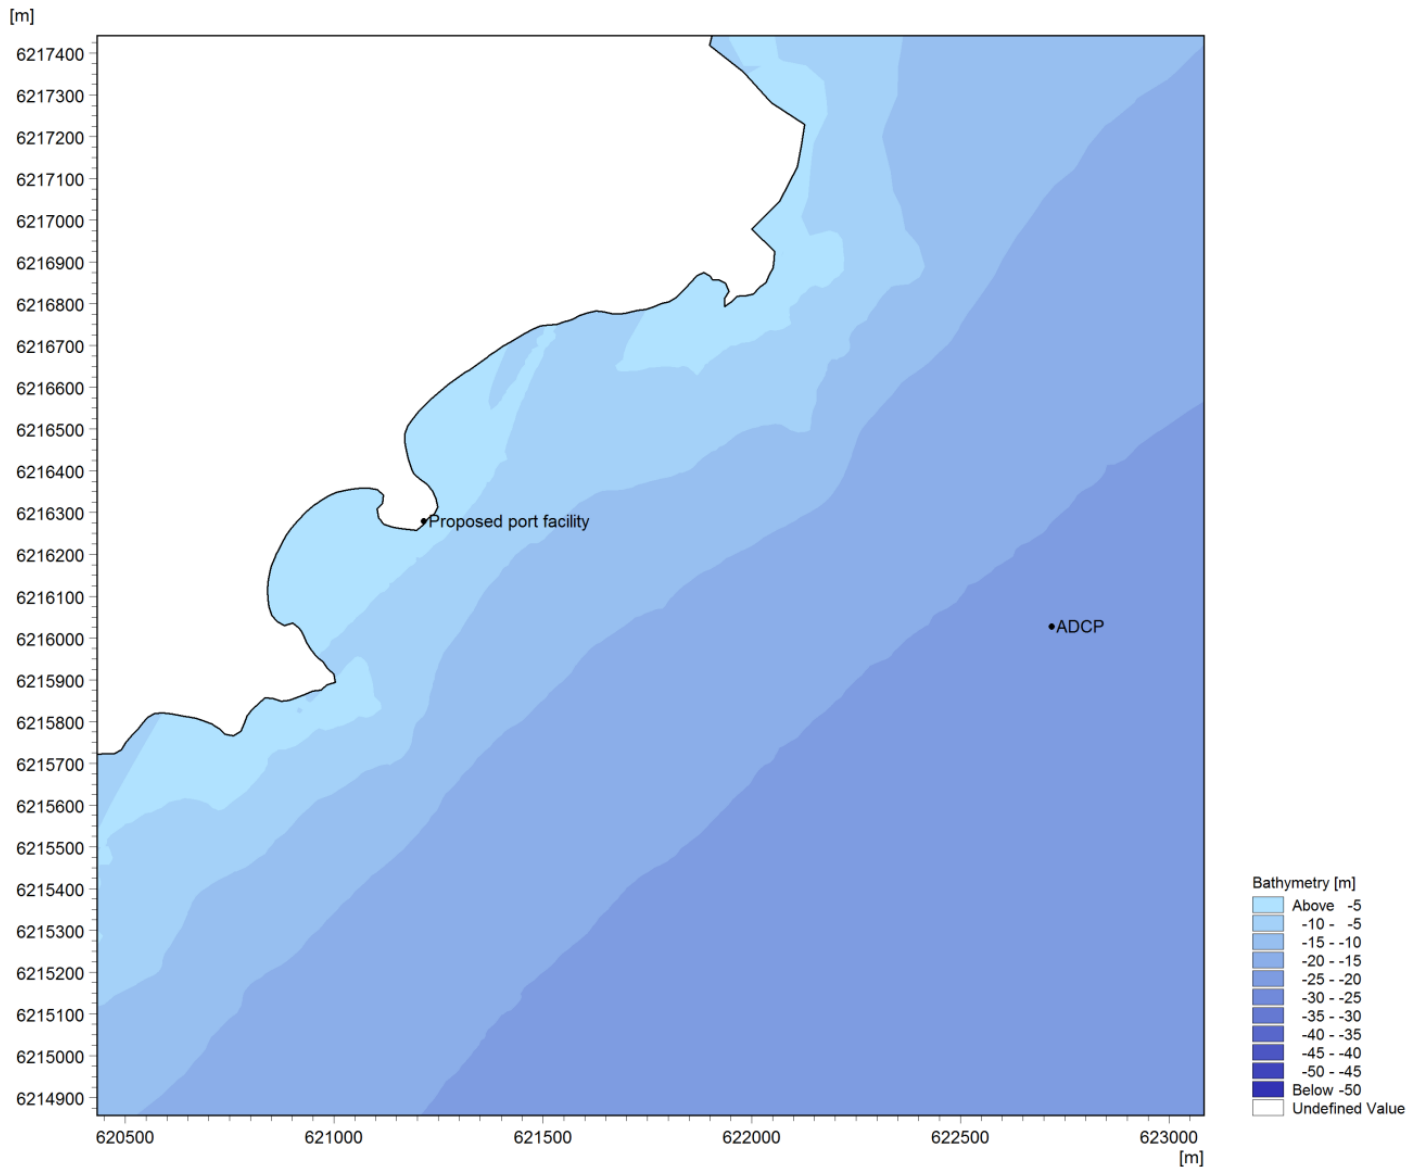 [m]
6217400
6217300
6217200
6217100
6217000
6216900
6216800
6216700
6216600
6216500
6216400
6216300
Proposed port facility
6216200
6216100
6216000
ADCP
6215900
6215800
6215700
6215600
6215500
6215400
6215300
6215200
6215100
6215000
6214900
620500 621000 621500 622000 622500 623000
[m]
Bathymetry [m]
Above -5
-10 - -5
-15 - -10
-20 - -15
-25 - -20
-30 - -25
-35 - -30
-40 - -35
-45 - -40
-50 - -45
Below -50
Undefined Value